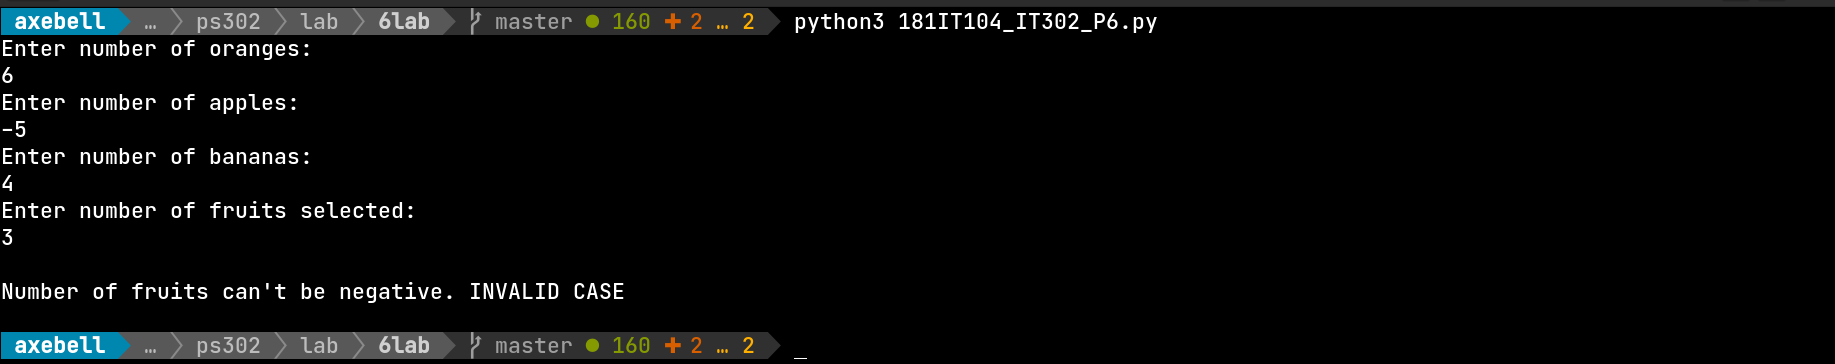 axebell … ps302 lab 6lab master ● 160 ✚ 2 … 2 python3 181IT104_IT302_P6.py
Enter number of oranges:
6
Enter number of apples:
-5
Enter number of bananas:
4
Enter number of fruits selected:
3
Number of fruits can't be negative. INVALID CASE
axebell … ps302 lab 6lab master ● 160 ✚ 2 … 2 _